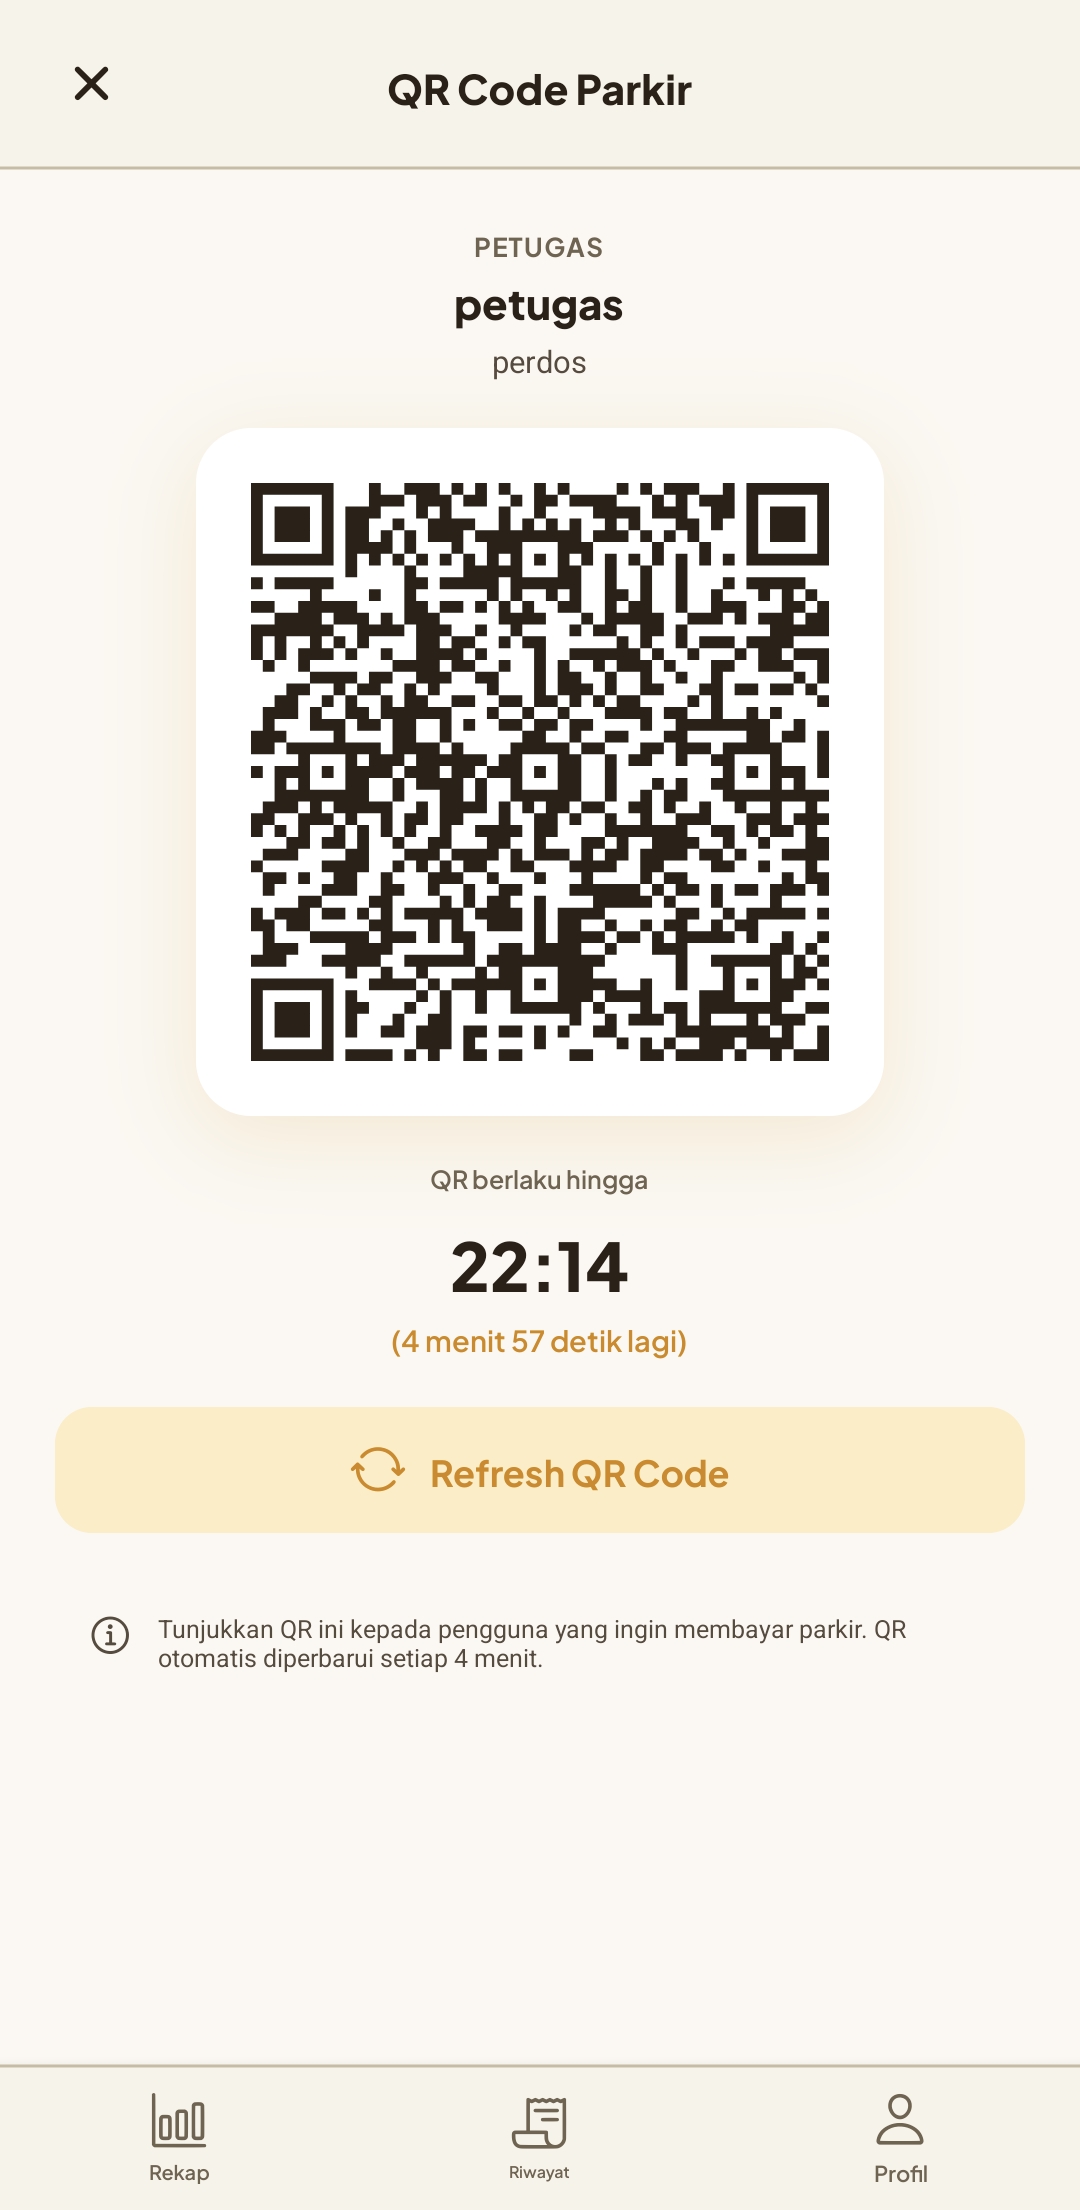 QR Code Parkir
PETUGAS
petugas
perdos
QR berlaku hingga
22:14
(4 menit 57 detik lagi)
Refresh QR Code
Tunjukkan QR ini kepada pengguna yang ingin membayar parkir. QR
otomatis diperbarui setiap 4 menit.
Rekap
Riwayat
Profil